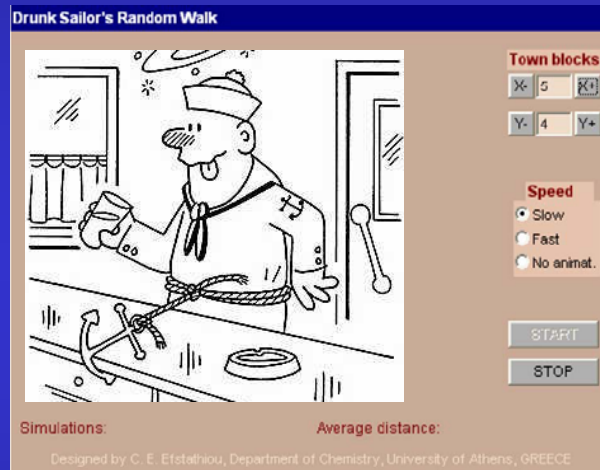 Drunk Sailor's Random Walk
Town blocks
X- 5 X+
Y- 4 Y+
Speed
Slow
Fast
No animat.
START
STOP
Simulations: Average distance:
Designed by C. E. Efstathiou, Department of Chemistry, University of Athens, GREECE